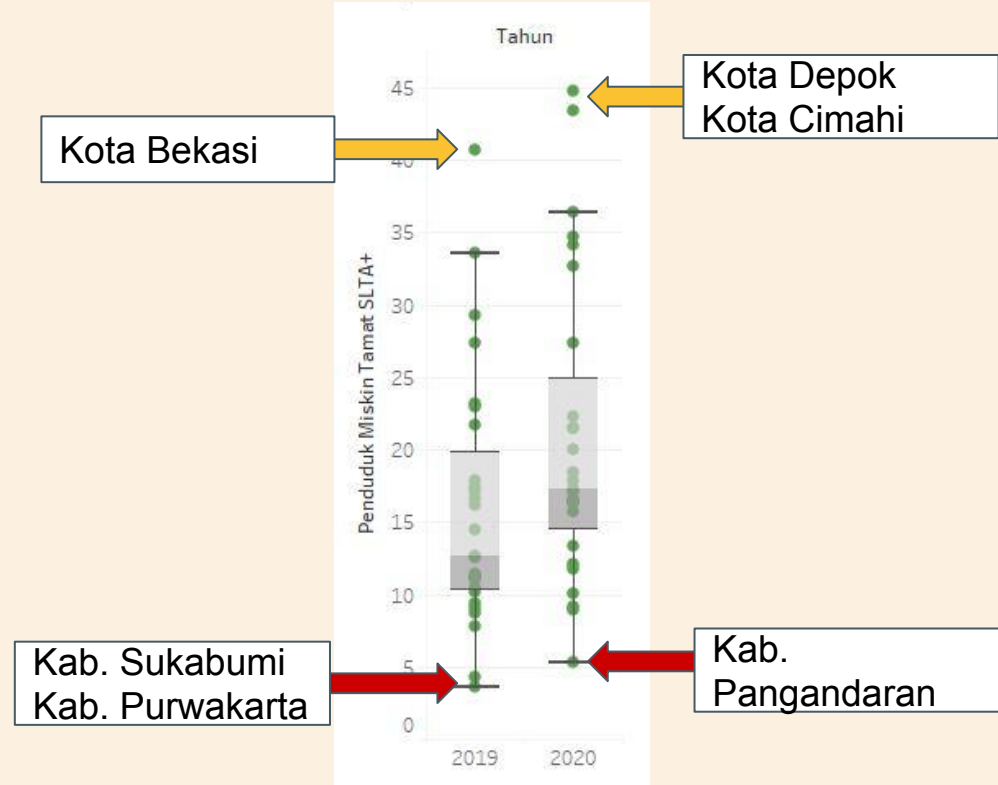 Tahun
Kota Depok
Kota Cimahi
Kota Bekasi
45
40
35
30
25
20
15
10
5
0
Penduduk Miskin Tamat SLTA+
Kab. Sukabumi
Kab. Purwakarta
Kab.
Pangandaran
2019
2020